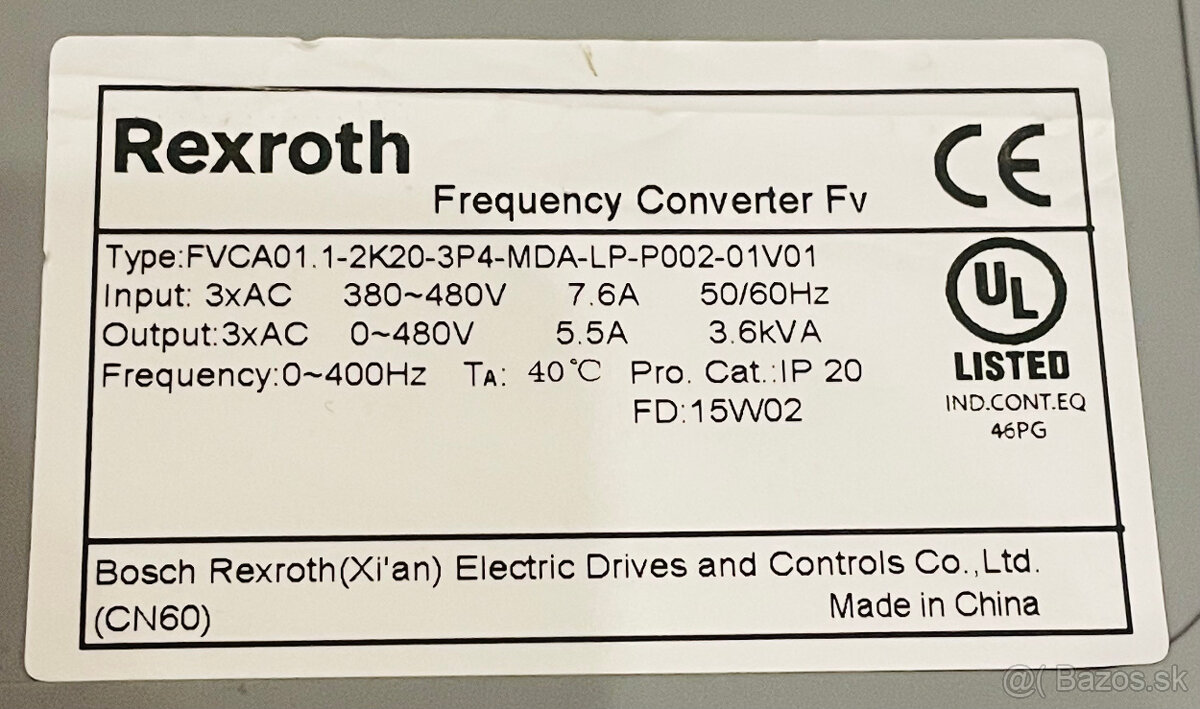 Rexroth
CE
Frequency Converter Fv
Type:FVCA01.1-2K20-3P4-MDA-LP-P002-01V01
Input: 3xAC 380~480V 7.6A 50/60Hz
Output:3xAC 0~480V 5.5A 3.6kVA
Frequency:0~400Hz TA: 40℃ Pro. Cat.:IP 20
FD:15W02
UL
LISTED
IND.CONT.EQ
46PG
Bosch Rexroth(Xi'an) Electric Drives and Controls Co.,Ltd.
(CN60) Made in China
@( Bazos.sk